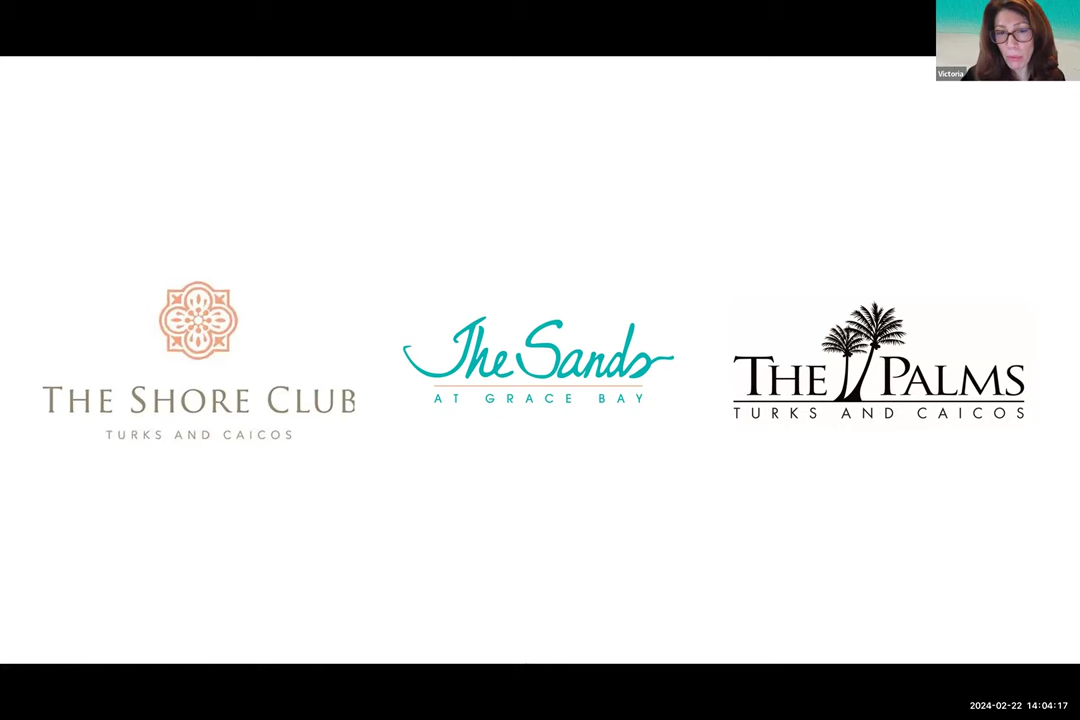 Victoria
THE SHORE CLUB
TURKS AND CAICOS
The Sands
AT GRACE BAY
THE PALMS
TURKS AND CAICOS
2024-02-22 14:04:17